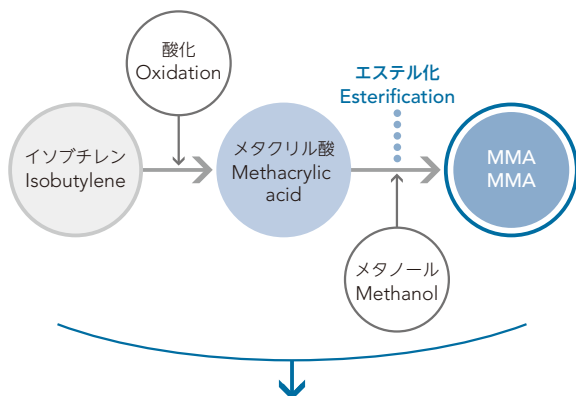 酸化
Oxidation
エステル化
Esterification
イソブチレン
Isobutylene
メタクリル酸
Methacrylic
acid
MMA
MMA
メタノール
Methanol